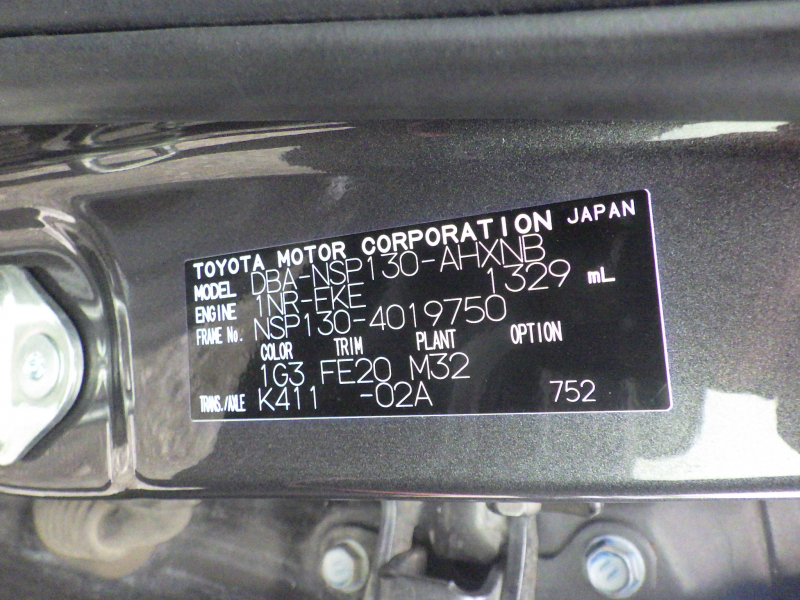 TOYOTA MOTOR CORPORATION JAPAN
MODEL DBA-NSP130-AHXNB
ENGINE 1NR-FKE 1329 mL
FRAME No. NSP130-4019750
COLOR TRIM PLANT OPTION
1G3 FE20 M32
TRANS./AXLE K411 -02A 752